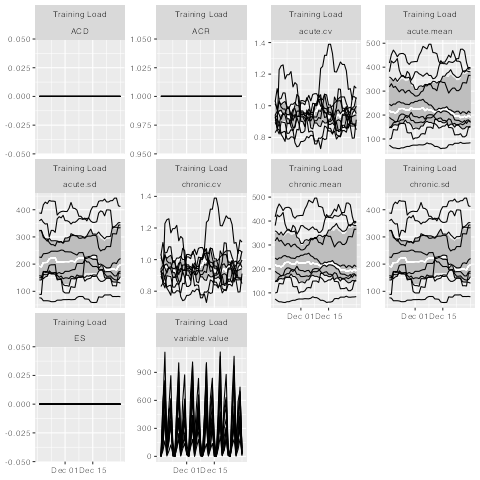 Training Load Training Load Training Load Training Load
ACD ACR acute.cv acute.mean
0.050 1.050 1.4 500
0.025 1.025 1.2 400
0.000 1.000 1.0 300
-0.025 0.975 0.8 200
-0.050 0.950 100
Training Load Training Load Training Load Training Load
acute.sd chronic.cv chronic.mean chronic.sd
400 1.4 500 400
300 1.2 400 300
200 1.0 300 200
100 0.8 200 100
100
Dec 01 Dec 15 Dec 01 Dec 15
Training Load Training Load
ES variable.value
0.050 900
0.025 600
0.000 300
-0.025 0
-0.050
Dec 01 Dec 15 Dec 01 Dec 15